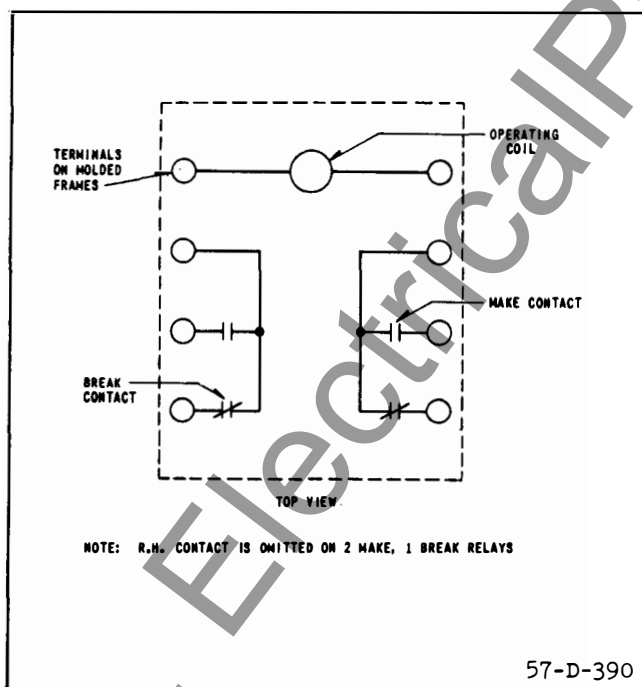 OPERATING
COIL
TERMINALS
ON MOLDED
FRAMES
MAKE CONTACT
BREAK
CONTACT
TOP VIEW
NOTE: R.H. CONTACT IS OMITTED ON 2 MAKE, 1 BREAK RELAYS
57-D-390
ElectricalP